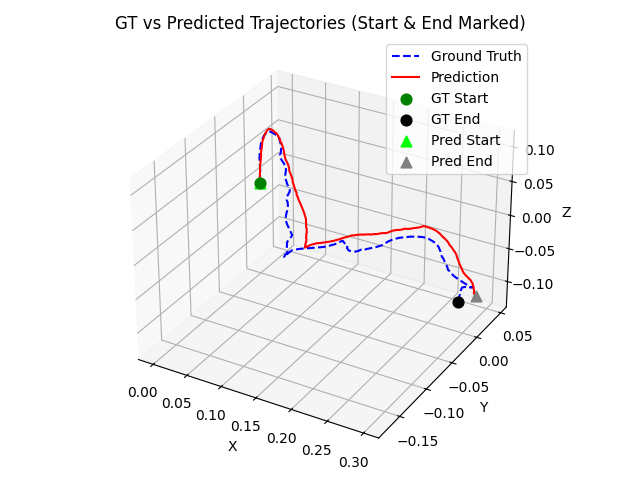 GT vs Predicted Trajectories (Start & End Marked)
Ground Truth
Prediction
GT Start
GT End
Pred Start
Pred End
0.10
0.05
0.00
−0.05
−0.10
Z
0.05
0.00
−0.05
−0.10
−0.15
Y
0.00
0.05
0.10
0.15
0.20
0.25
0.30
X